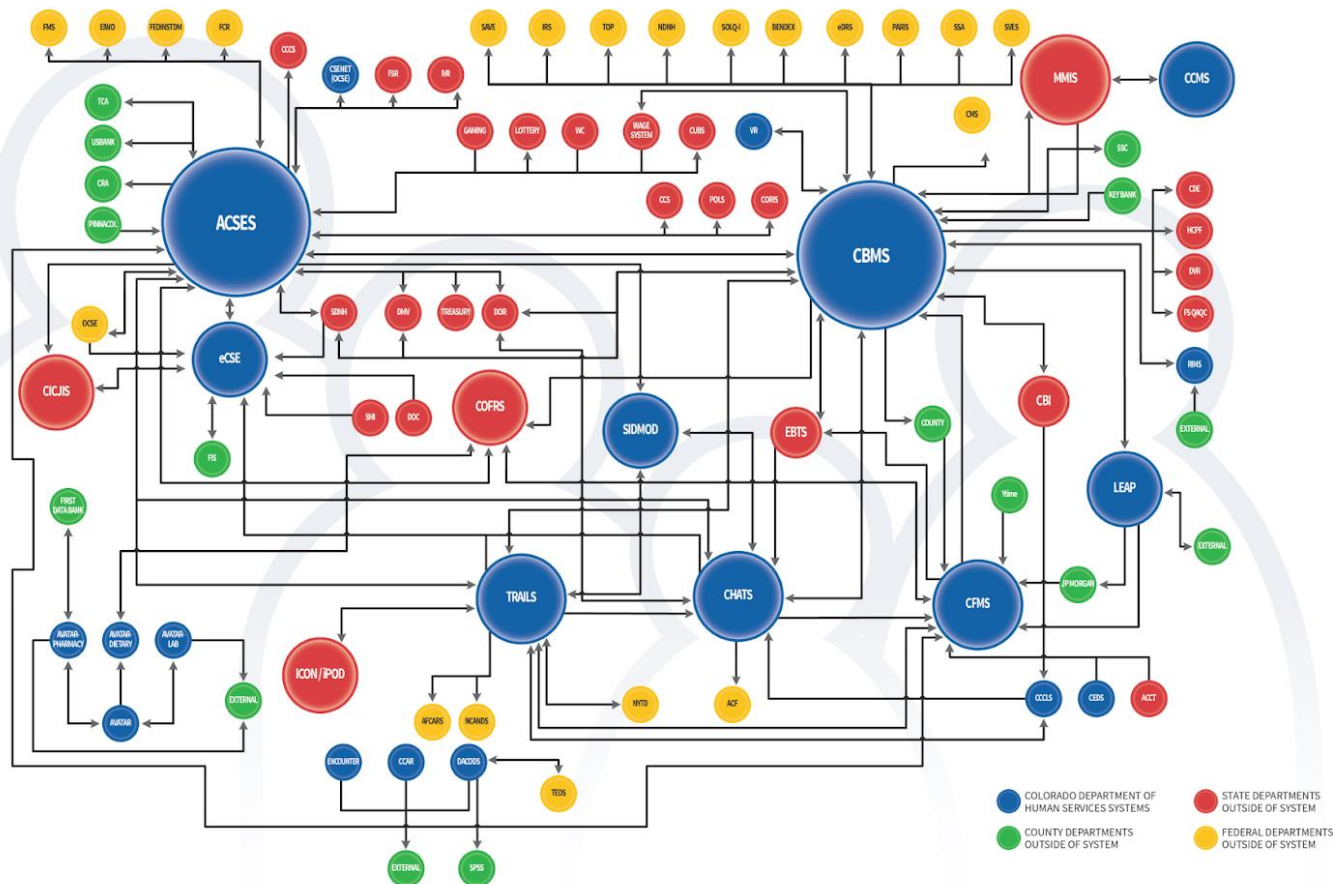 FMS
EIWO
FEDINNSTDM
FCR
CCCS
CSENET
(OCSE)
FSR
IVR
SAVE
IRS
TOP
NDNH
SOLQ-I
BENDEX
eDRS
PARIS
SSA
SVES
MMIS
CCMS
TCA
USBANK
CRA
PINNACOL
GAMING
LOTTERY
WC
WAGE
SYSTEM
CUBS
VR
CMS
SSC
KEY BANK
CDE
HCPF
DVR
FS QAQC
ACSES
CCS
POLS
CORIS
CBMS
OCSE
SDNH
DMV
TREASURY
DOR
eCSE
CICJIS
RIMS
EXTERNAL
SMI
DOC
COFRS
SIDMOD
EBTS
COUNTY
CBI
FIS
LEAP
EXTERNAL
FIRST
DATA BANK
Ytime
JP MORGAN
TRAILS
CHATS
CFMS
AVATAR-
PHARMACY
AVATAR-
DIETARY
AVATAR-
LAB
ICON / iPOD
EXTERNAL
AVATAR
AFCARS
NCANDS
NYTD
ACF
CCCLS
CEDS
ACCT
ENCOUNTER
CCAR
DACODS
TEDS
EXTERNAL
SPSS
COLORADO DEPARTMENT OF
HUMAN SERVICES SYSTEMS
STATE DEPARTMENTS
OUTSIDE OF SYSTEM
COUNTY DEPARTMENTS
OUTSIDE OF SYSTEM
FEDERAL DEPARTMENTS
OUTSIDE OF SYSTEM